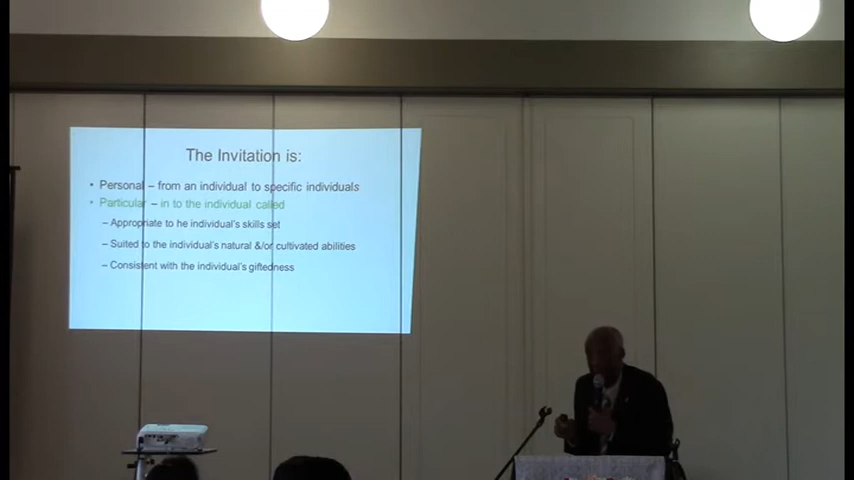 The Invitation is:
• Personal – from an individual to specific individuals
• Particular – in to the individual called
– Appropriate to he individual's skills set
– Suited to the individual's natural &/or cultivated abilities
– Consistent with the individual's giftedness